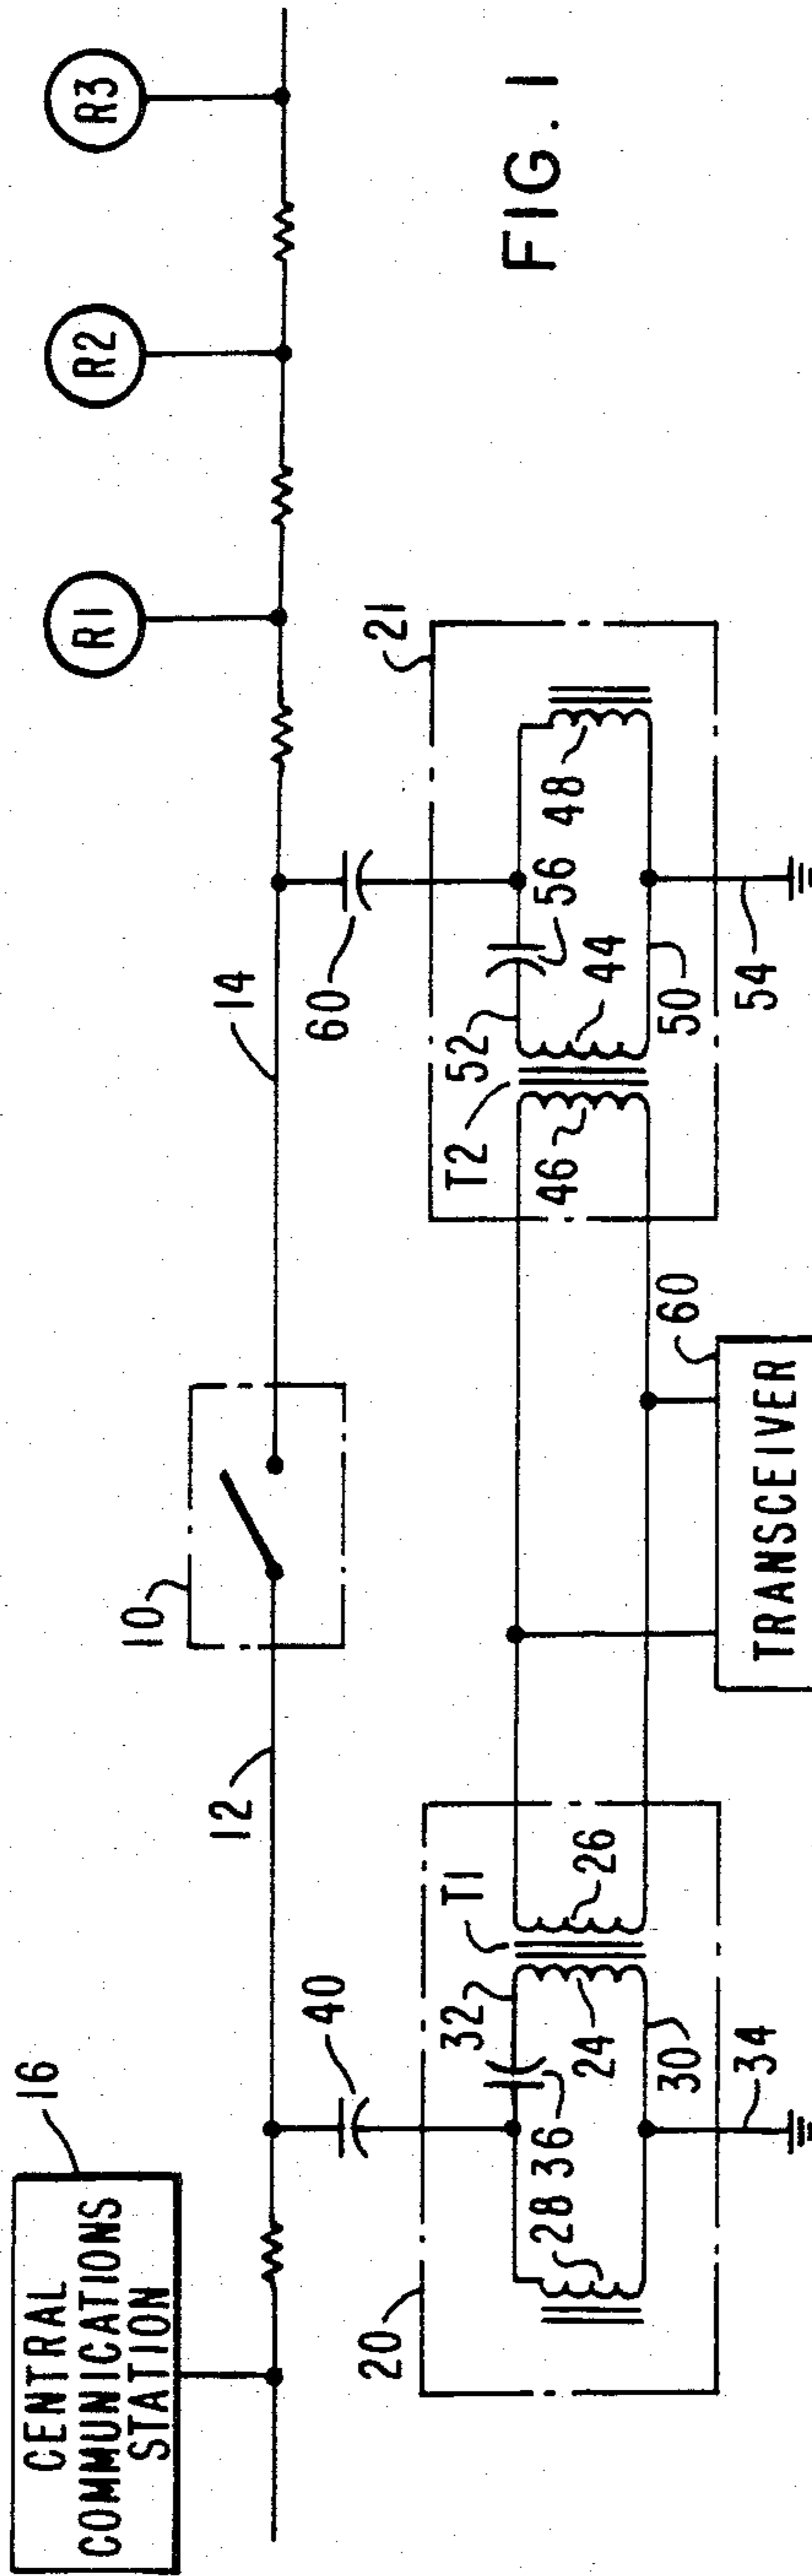 CENTRAL
COMMUNICATIONS
STATION
16
R1
R2
R3
10
12
14
40
60
FIG. 1
20
T1
32
28
36
24
26
30
34
21
T2
52
56
44
46
48
50
54
60
TRANSCEIVER